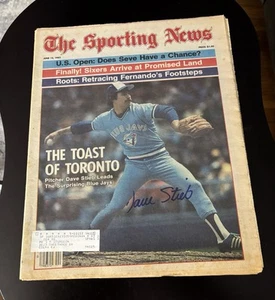 The Sporting News
U.S. Open: Does Seve Have a Chance?
Finally! Sixers Arrive at Promised Land
Roots: Retracing Fernando's Footsteps
THE TOAST
OF TORONTO
Pitcher Dave Stieb Leads
The Surprising Blue Jays
Dave Stieb